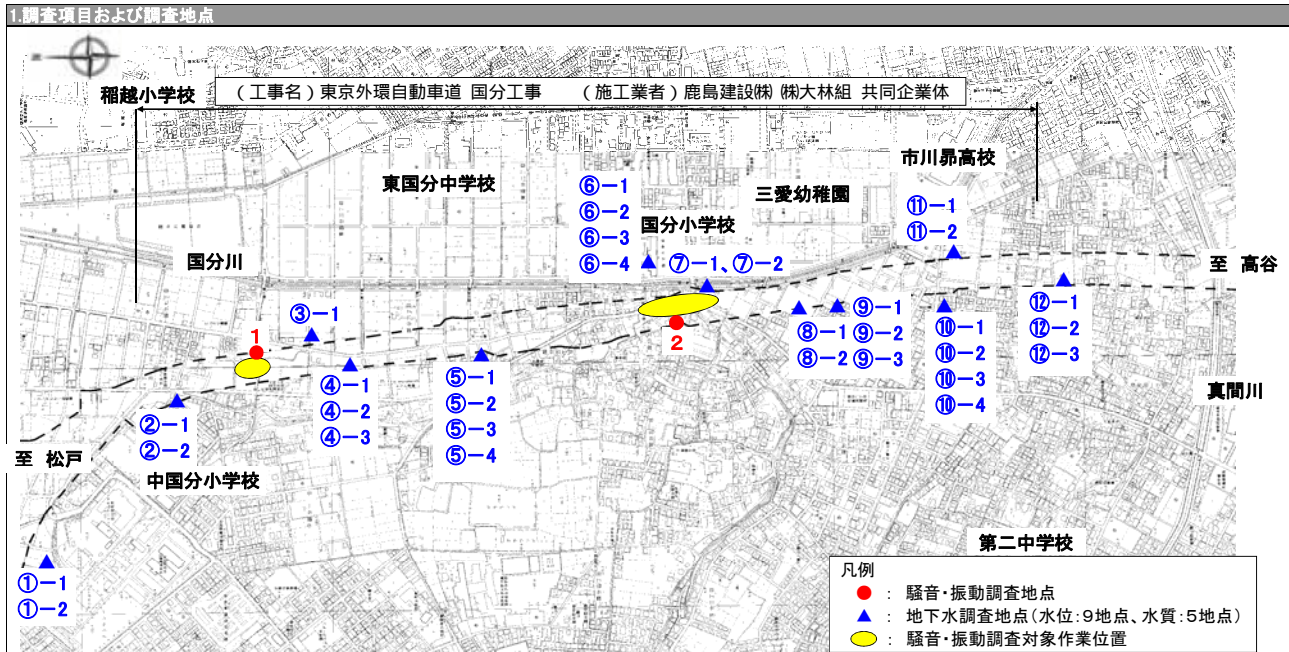 1.調査項目および調査地点
稲越小学校
(工事名)東京外環自動車道 国分工事 (施工業者)鹿島建設㈱ ㈱大林組 共同企業体
市川昴高校
東国分中学校
⑥－1
⑥－2
⑥－3
⑥－4
三愛幼稚園
国分小学校
⑪－1
⑪－2
国分川
⑦－1、⑦－2
至 高谷
③－1
1
2
⑧－1
⑧－2
⑨－1
⑨－2
⑨－3
⑩－1
⑩－2
⑩－3
⑩－4
⑫－1
⑫－2
⑫－3
④－1
④－2
④－3
⑤－1
⑤－2
⑤－3
⑤－4
②－1
②－2
真間川
至 松戸
中国分小学校
①－1
①－2
第二中学校
凡例
： 騒音・振動調査地点
： 地下水調査地点(水位：9地点、水質：5地点)
： 騒音・振動調査対象作業位置